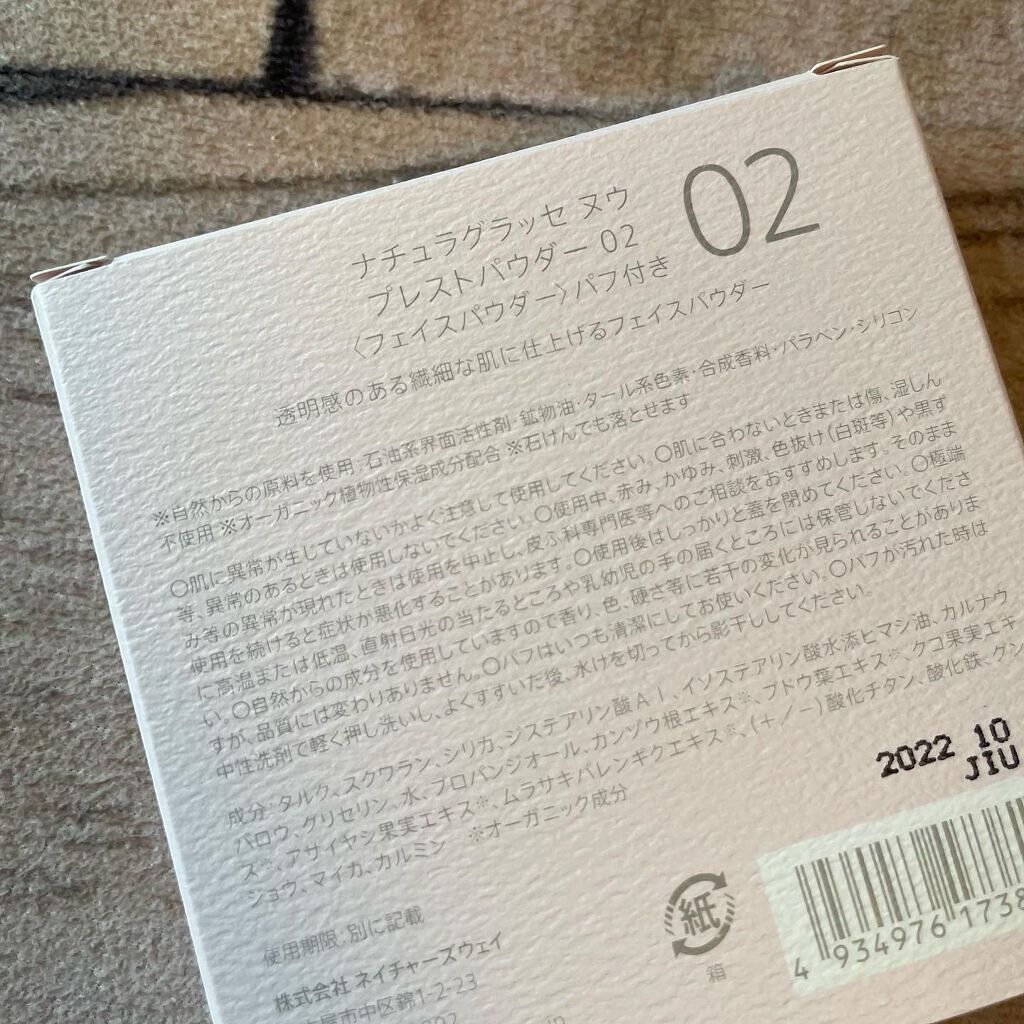 02
ナチュラグラッセ ヌウ
プレストパウダー 02
〈フェイスパウダー〉パフ付き
透明感のある繊細な肌に仕上げるフェイスパウダー
※自然からの原料を使用:石油系界面活性剤・鉱物油・タール系色素・合成香料・パラベン・シリコン
不使用 ※オーガニック植物性保湿成分配合 ※石けんでも落とせます
○肌に異常が生じていないかよく注意して使用してください。○肌に合わないときまたは傷、湿しん
等、異常のあるときは使用しないでください。○使用中、赤み、かゆみ、刺激、色抜け(白斑等)や黒ず
み等の異常が現れたときは使用を中止し、皮ふ科専門医等へのご相談をおすすめします。そのまま
使用を続けると症状が悪化することがあります。○使用後はしっかりと蓋を閉めてください。○極端
に高温または低温、直射日光の当たるところや乳幼児の手の届くところには保管しないでくださ
い。○自然からの成分を使用していますので香り、色、硬さ等に若干の変化が見られることがありま
すが、品質には変わりありません。○パフはいつも清潔にしてお使いください。○パフが汚れた時は
中性洗剤で軽く押し洗いし、よくすすいだ後、水けを切ってから影干ししてください。
成分:タルク、スクワラン、シリカ、ジステアリン酸Al、イソステアリン酸水添ヒマシ油、カルナウ
バロウ、グリセリン、水、プロパンジオール、カンゾウ根エキス※、ブドウ葉エキス※、クコ果実エキ
ス※、アサイヤシ果実エキス※、ムラサキバレンギクエキス※、(+/-)酸化チタン、酸化鉄、グン
ジョウ、マイカ、カルミン ※オーガニック成分
2022 10
JIU
使用期限:別に記載
株式会社 ネイチャーズウェイ
古屋市中区錦1-2-23
紙
箱
4 934976 1738